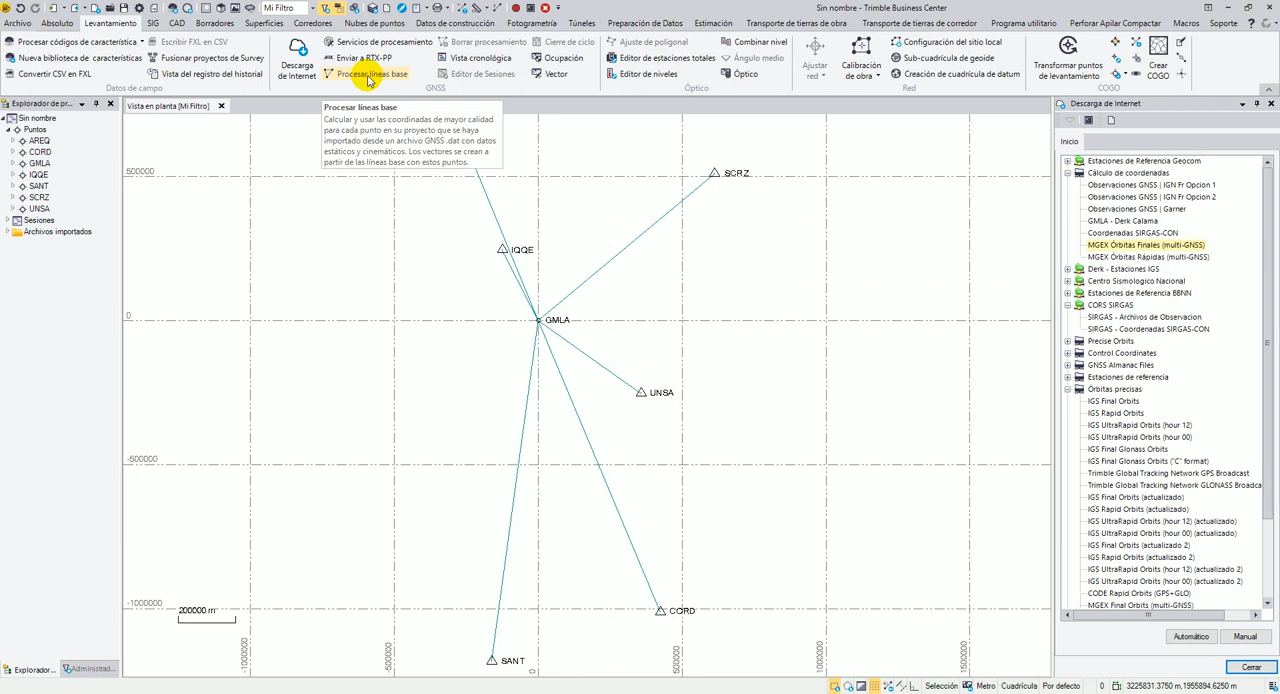 Mi Filtro
Sin nombre - Trimble Business Center
Archivo Absoluto Levantamiento SIG CAD Borradores Superficies Corredores Nubes de puntos Datos de construcción Fotogrametría Túneles Preparación de Datos Estimación Transporte de tierras de obra Transporte de tierras de corredor Macros Programa utilitario Perforar Apilar Compactar Macros Soporte
Procesar códigos de característica
Escribir FXL en CSV
Nueva biblioteca de características
Fusionar proyectos de Survey
Convertir CSV en FXL
Vista del registro del historial
Datos de campo
Descarga
de Internet
Servicios de procesamiento
Borrar procesamiento
Cierre de ciclo
Enviar a RTX-PP
Vista cronológica
Ocupación
Procesar líneas base
Editor de Sesiones
Vector
GNSS
Ajuste de poligonal
Combinar nivel
Editor de estaciones totales
Ángulo medio
Editor de niveles
Óptico
Óptico
Ajustar
red
Calibración
de obra
Configuración del sitio local
Sub-cuadrícula de geoide
Creación de cuadrícula de datum
Red
Transformar puntos
de levantamiento
Crear
COGO
COGO
Explorador de pr...
Sin nombre
Puntos
AREQ
CORD
GMLA
IQQE
SANT
SCRZ
UNSA
Sesiones
Archivos importados
Explorador...
Administrad...
Vista en planta [Mi Filtro]
Procesar líneas base
Calcular y usar las coordenadas de mayor calidad
para cada punto en su proyecto que se haya
importado desde un archivo GNSS .dat con datos
estáticos y cinemáticos. Los vectores se crean a
partir de las líneas base con estos puntos.
500000
SCRZ
IQQE
0
GMLA
UNSA
-500000
-1000000
200000 m
CORD
SANT
-1000000
-500000
0
500000
1000000
1500000
Descarga de Internet
Inicio
Estaciones de Referencia Geocom
Cálculo de coordenadas
Observaciones GNSS | IGN Fr Opcion 1
Observaciones GNSS | IGN Fr Opcion 2
Observaciones GNSS | Garner
GMLA - Derk Calama
Coordenadas SIRGAS-CON
MGEX Órbitas Finales (multi-GNSS)
MGEX Órbitas Rápidas (multi-GNSS)
Derk - Estaciones IGS
Centro Sismologico Nacional
Estaciones de Referencia BBNN
CORS SIRGAS
SIRGAS - Archivos de Observacion
SIRGAS - Coordenadas SIRGAS-CON
Precise Orbits
Control Coordinates
GNSS Almanac Files
Estaciones de referencia
Órbitas precisas
IGS Final Orbits
IGS Rapid Orbits
IGS UltraRapid Orbits (hour 12)
IGS UltraRapid Orbits (hour 00)
IGS Final Glonass Orbits
IGS Final Glonass Orbits ("C" format)
Trimble Global Tracking Network GPS Broadcast
Trimble Global Tracking Network GLONASS Broadca
IGS Final Orbits (actualizado)
IGS Rapid Orbits (actualizado)
IGS UltraRapid Orbits (hour 12) (actualizado)
IGS UltraRapid Orbits (hour 00) (actualizado)
IGS Final Orbits (actualizado 2)
IGS Rapid Orbits (actualizado 2)
IGS UltraRapid Orbits (hour 12) (actualizado 2)
IGS UltraRapid Orbits (hour 00) (actualizado 2)
CODE Rapid Orbits (GPS+GLO)
MGEX Final Orbits (multi-GNSS)
Automático
Manual
Cerrar
Selección Metro Cuadrícula Por defecto 0 3225831.3750 m,1955894.6250 m